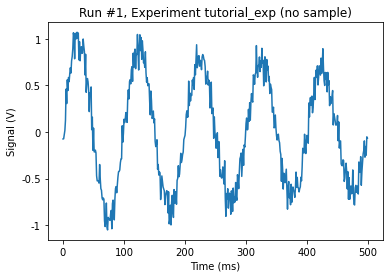 Run #1, Experiment tutorial_exp (no sample)
Signal (V)
1
0.5
0
-0.5
-1
0 100 200 300 400 500
Time (ms)